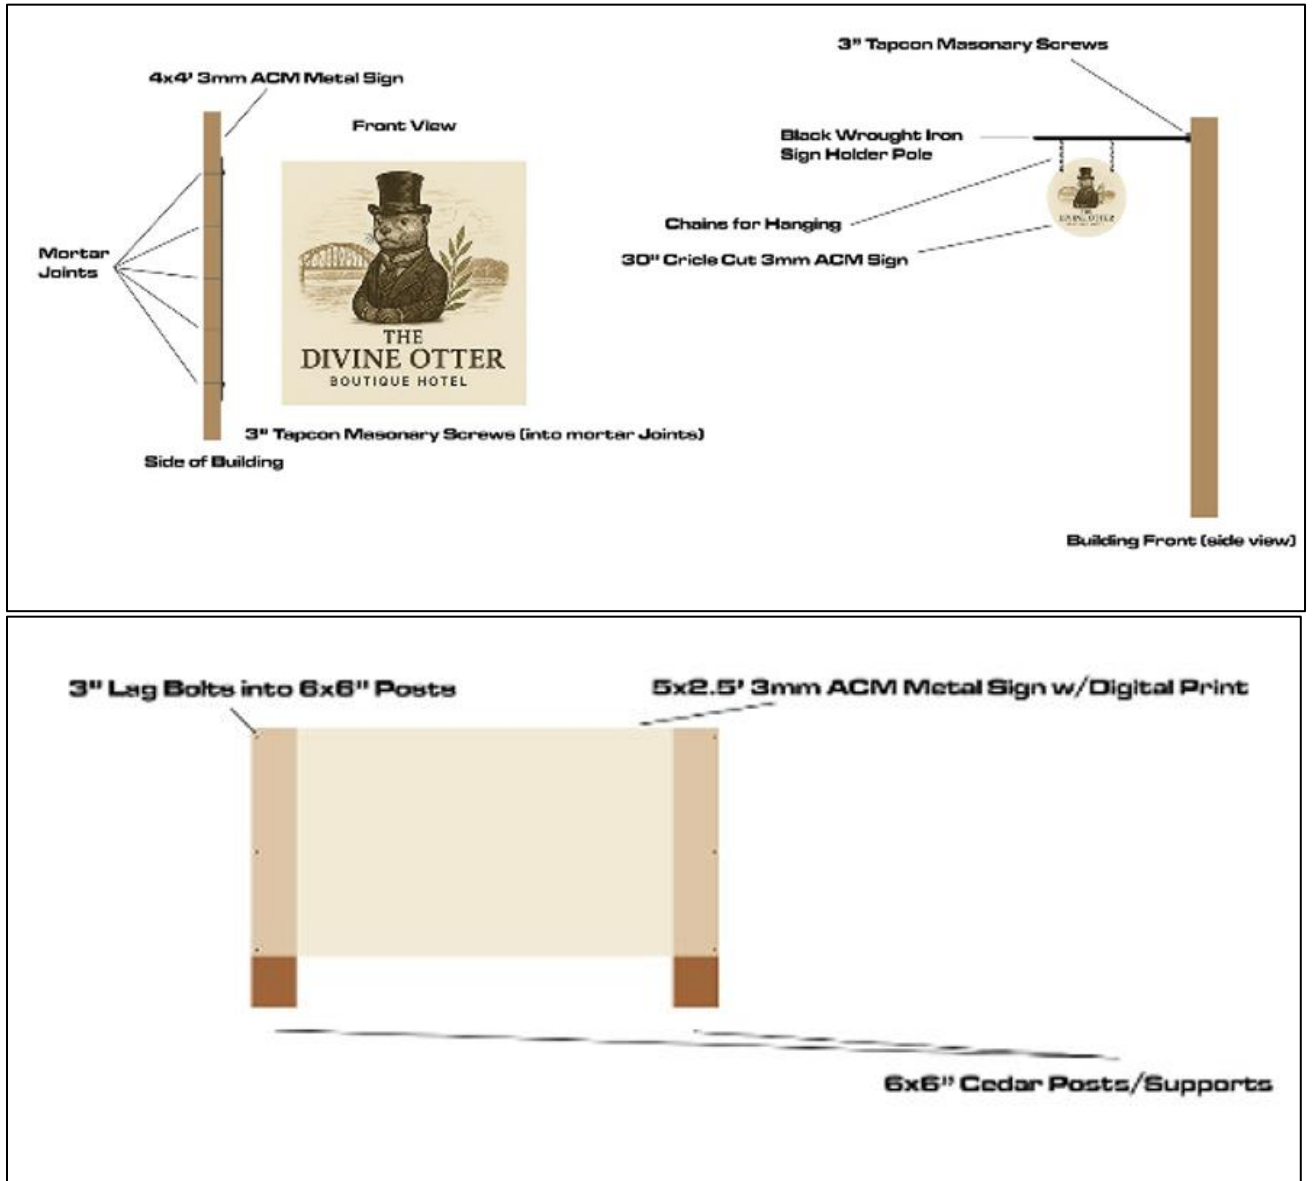 4x4' 3mm ACM Metal Sign
Front View
Mortar
Joints
THE
DIVINE OTTER
BOUTIQUE HOTEL
3" Tapcon Masonary Screws (into mortar Joints)
Side of Building
3" Tapcon Masonary Screws
Black Wrought Iron
Sign Holder Pole
Chains for Hanging
30" Cricle Cut 3mm ACM Sign
THE
DIVINE OTTER
Building Front (side view)
3" Lag Bolts into 6x6" Posts
5x2.5' 3mm ACM Metal Sign w/Digital Print
6x6" Cedar Posts/Supports